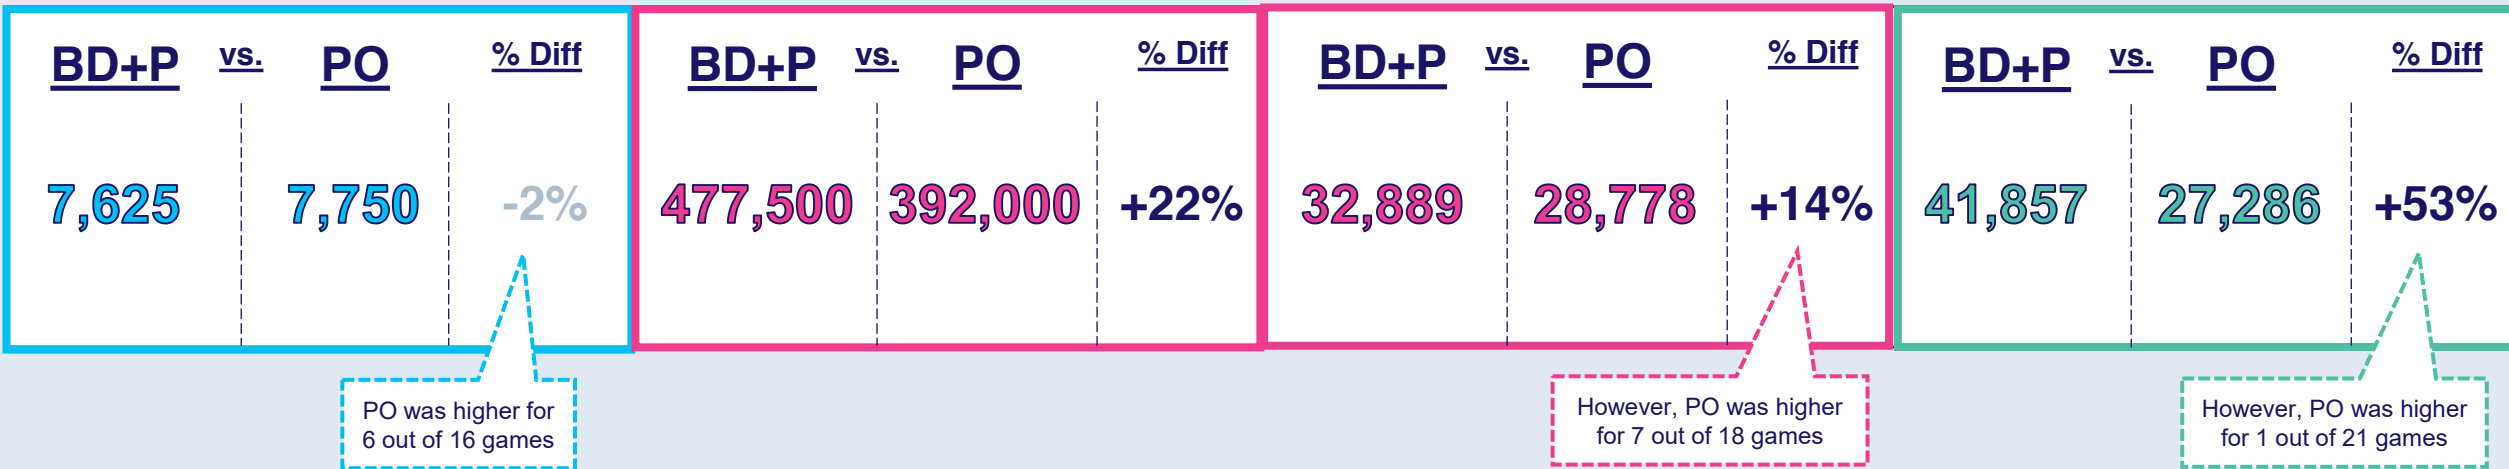 BD+P vs. PO % Diff
7,625 7,750 -2%
PO was higher for
6 out of 16 games
BD+P vs. PO % Diff
477,500 392,000 +22%
BD+P vs. PO % Diff
32,889 28,778 +14%
However, PO was higher
for 7 out of 18 games
BD+P vs. PO % Diff
41,857 27,286 +53%
However, PO was higher
for 1 out of 21 games